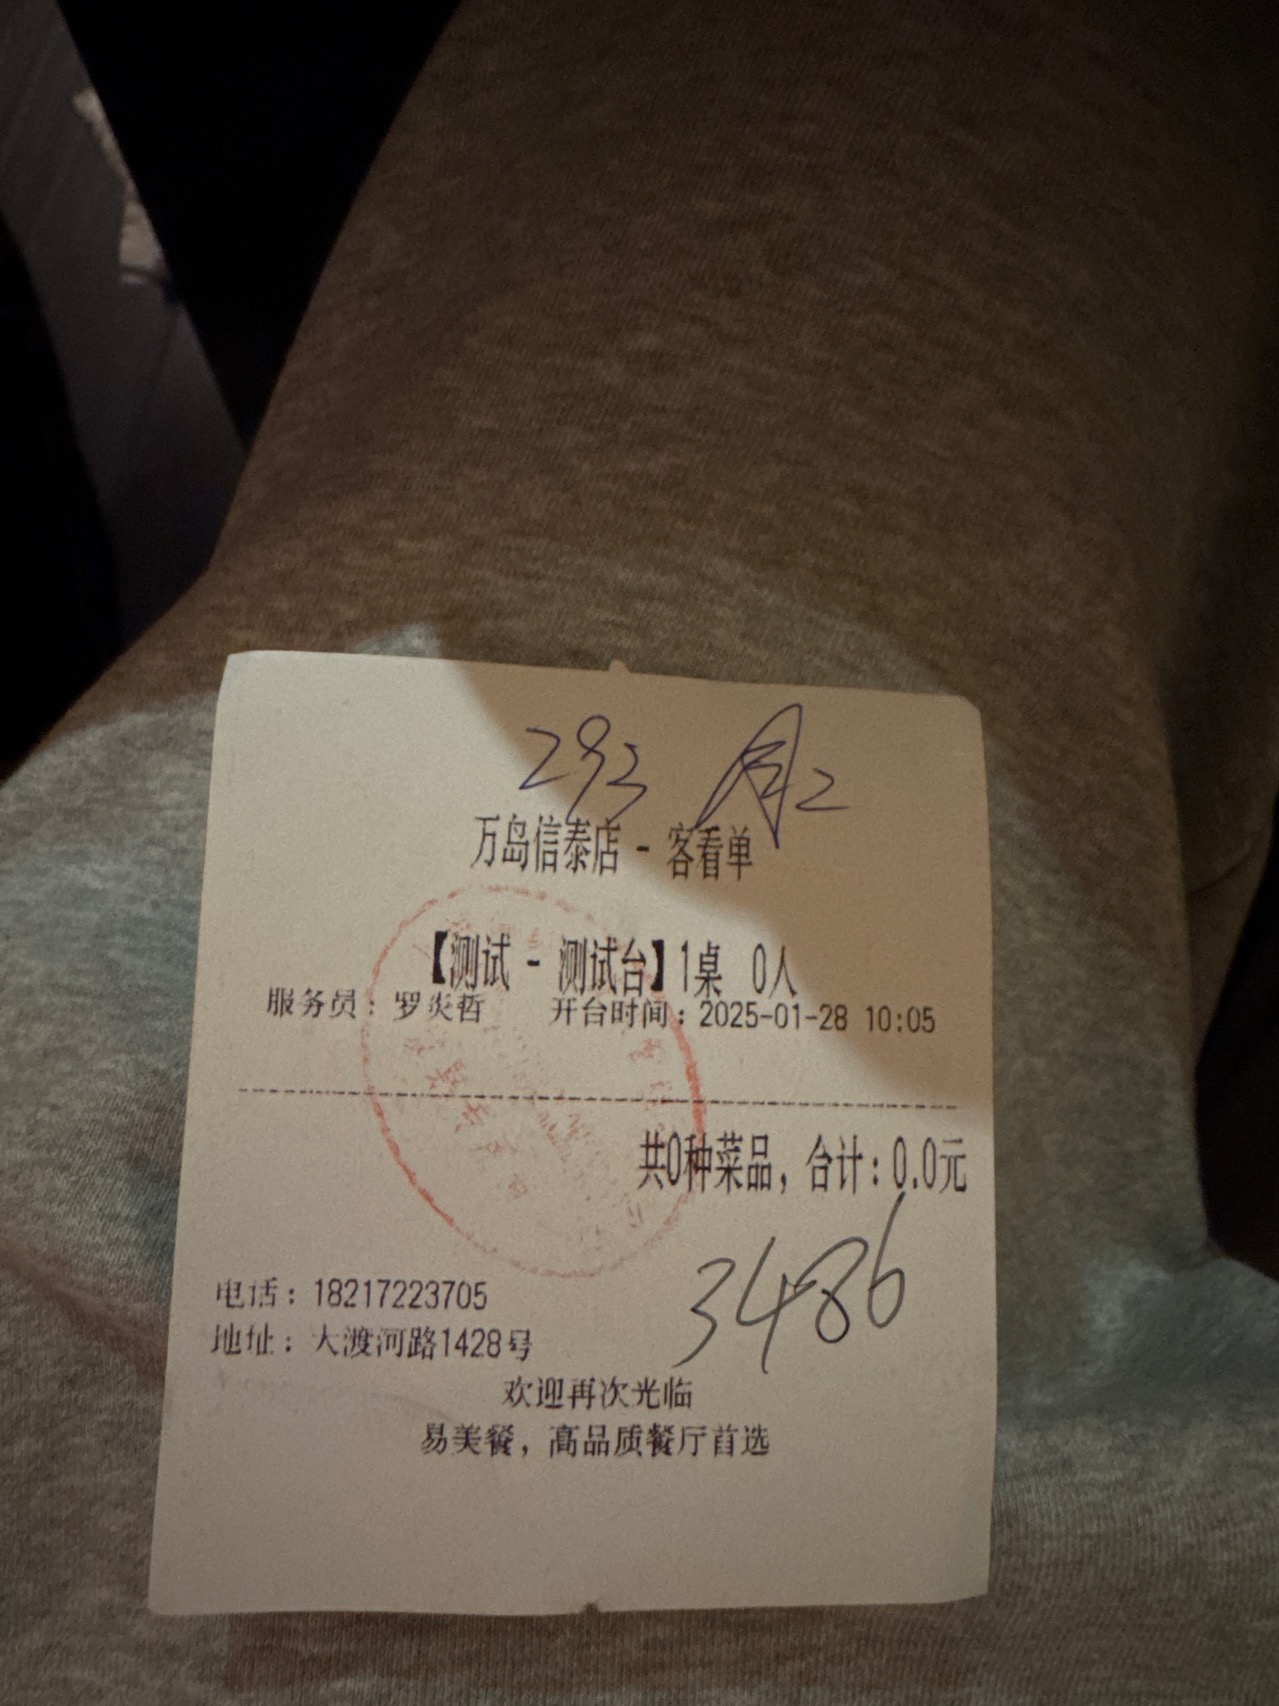 293
万岛信泰店 - 客看单
【测试 - 测试台】1桌 0人
服务员：罗炎哲 开台时间：2025-01-28 10:05
共0种菜品，合计：0.0元
3486
电话：18217223705
地址：大渡河路1428号
欢迎再次光临
易美餐，高品质餐厅首选